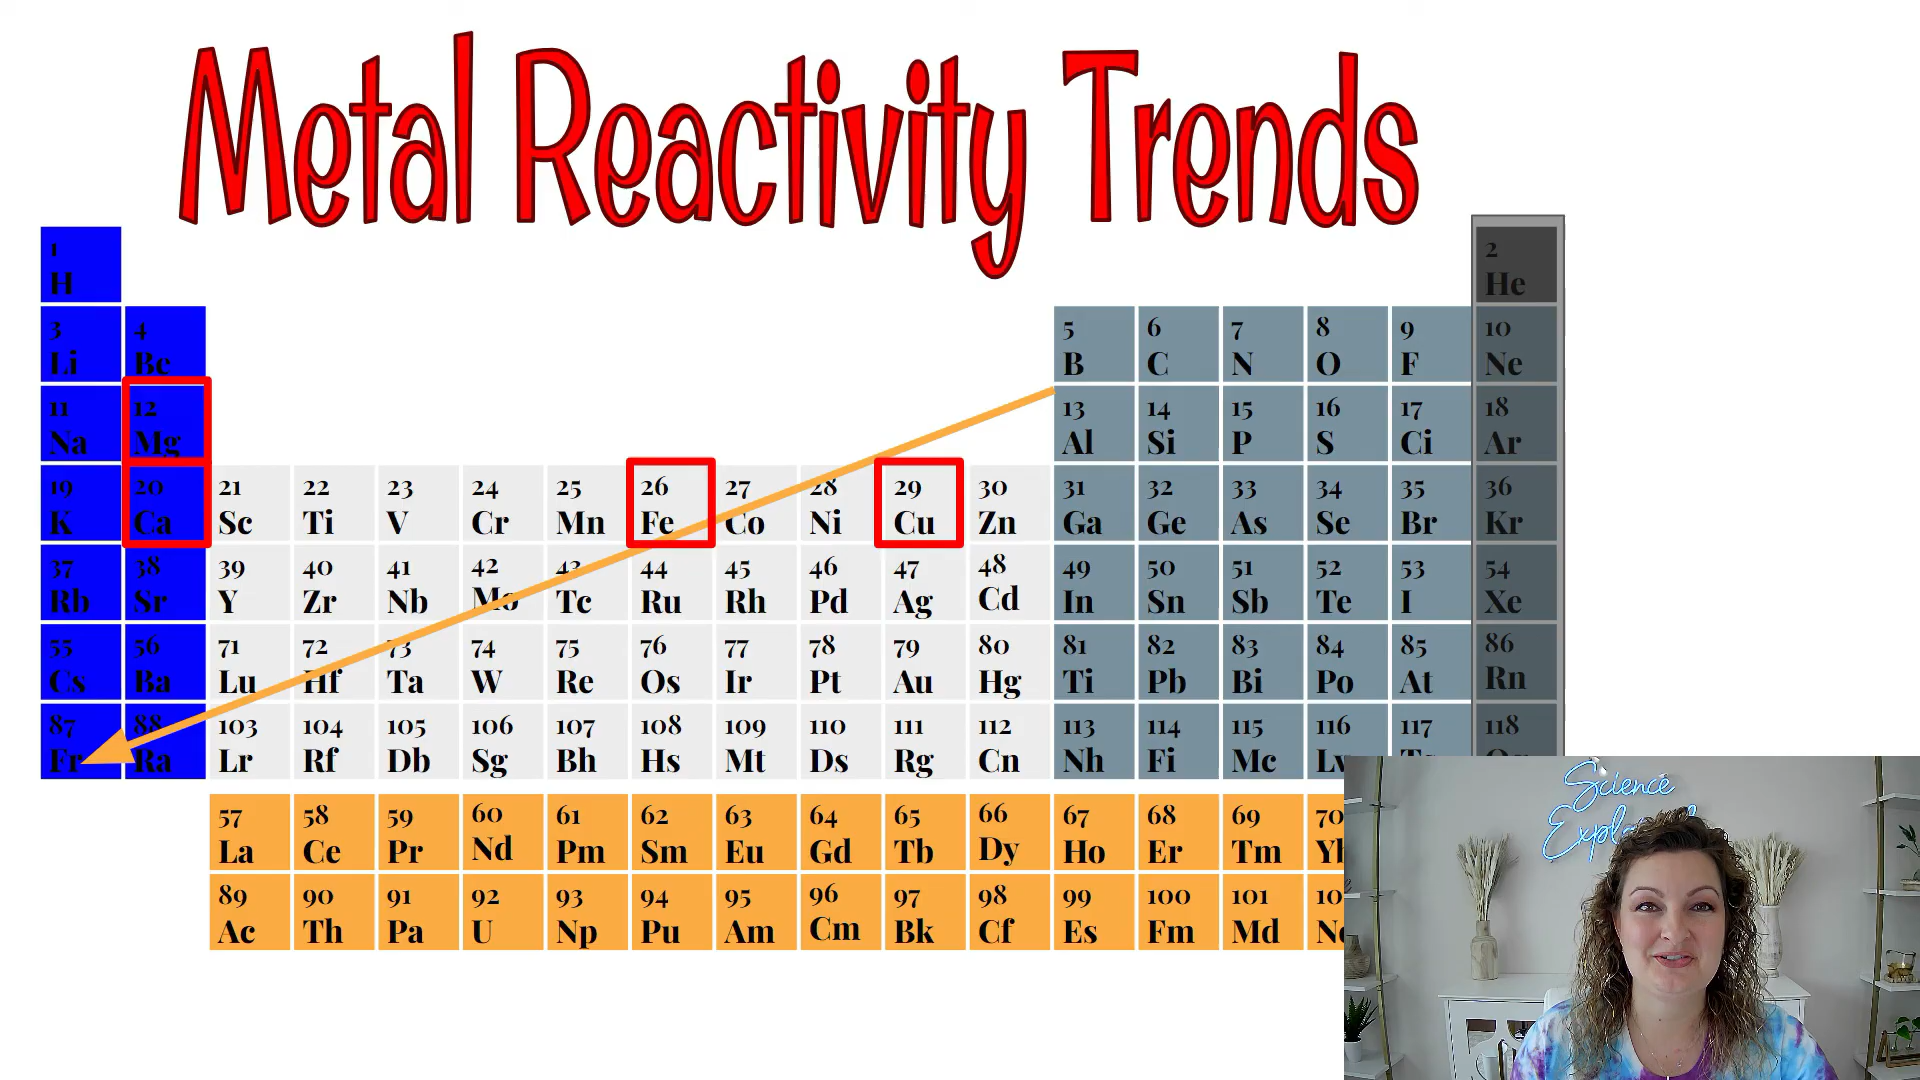 Metal Reactivity Trends
1 2
H He
3 4 5 6 7 8 9 10
Li Be B C N O F Ne
11 12 13 14 15 16 17 18
Na Mg Al Si P S Ci Ar
19 20 21 22 23 24 25 26 27 28 29 30 31 32 33 34 35 36
K Ca Sc Ti V Cr Mn Fe Co Ni Cu Zn Ga Ge As Se Br Kr
37 38 39 40 41 42 43 44 45 46 47 48 49 50 51 52 53 54
Rb Sr Y Zr Nb Mo Tc Ru Rh Pd Ag Cd In Sn Sb Te I Xe
55 56 71 72 73 74 75 76 77 78 79 80 81 82 83 84 85 86
Cs Ba Lu Hf Ta W Re Os Ir Pt Au Hg Ti Pb Bi Po At Rn
87 88 103 104 105 106 107 108 109 110 111 112 113 114 115 116 117 118
Fr Ra Lr Rf Db Sg Bh Hs Mt Ds Rg Cn Nh Fi Mc
57 58 59 60 61 62 63 64 65 66 67 68 69 70
La Ce Pr Nd Pm Sm Eu Gd Tb Dy Ho Er Tm
89 90 91 92 93 94 95 96 97 98 99 100 101
Ac Th Pa U Np Pu Am Cm Bk Cf Es Fm Md
Science